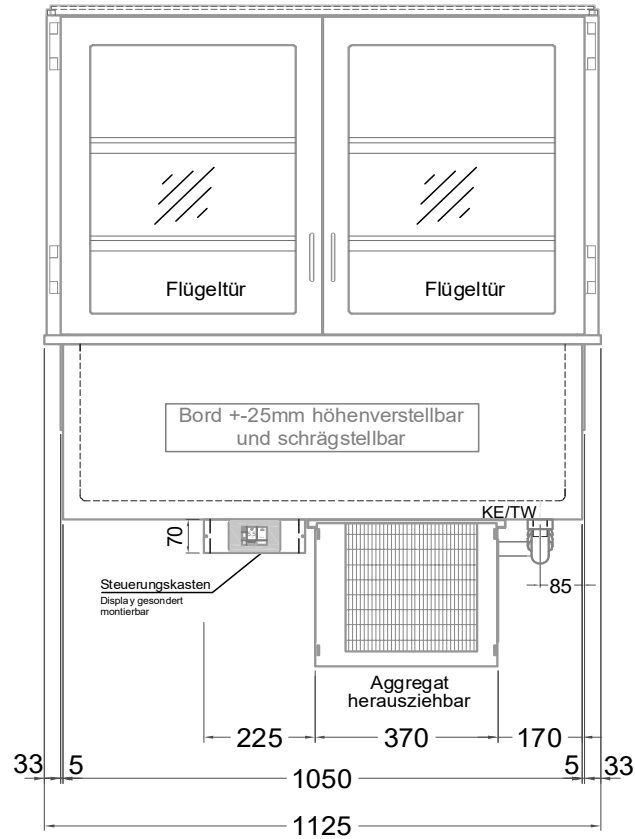 Flügeltür
Flügeltür
Bord +-25mm höhenverstellbar
und schrägstellbar
KE/TW
70
85
Steuerungskasten
Display gesondert
montierbar
Aggregat
herausziehbar
225
370
170
33
5
1050
5
33
1125